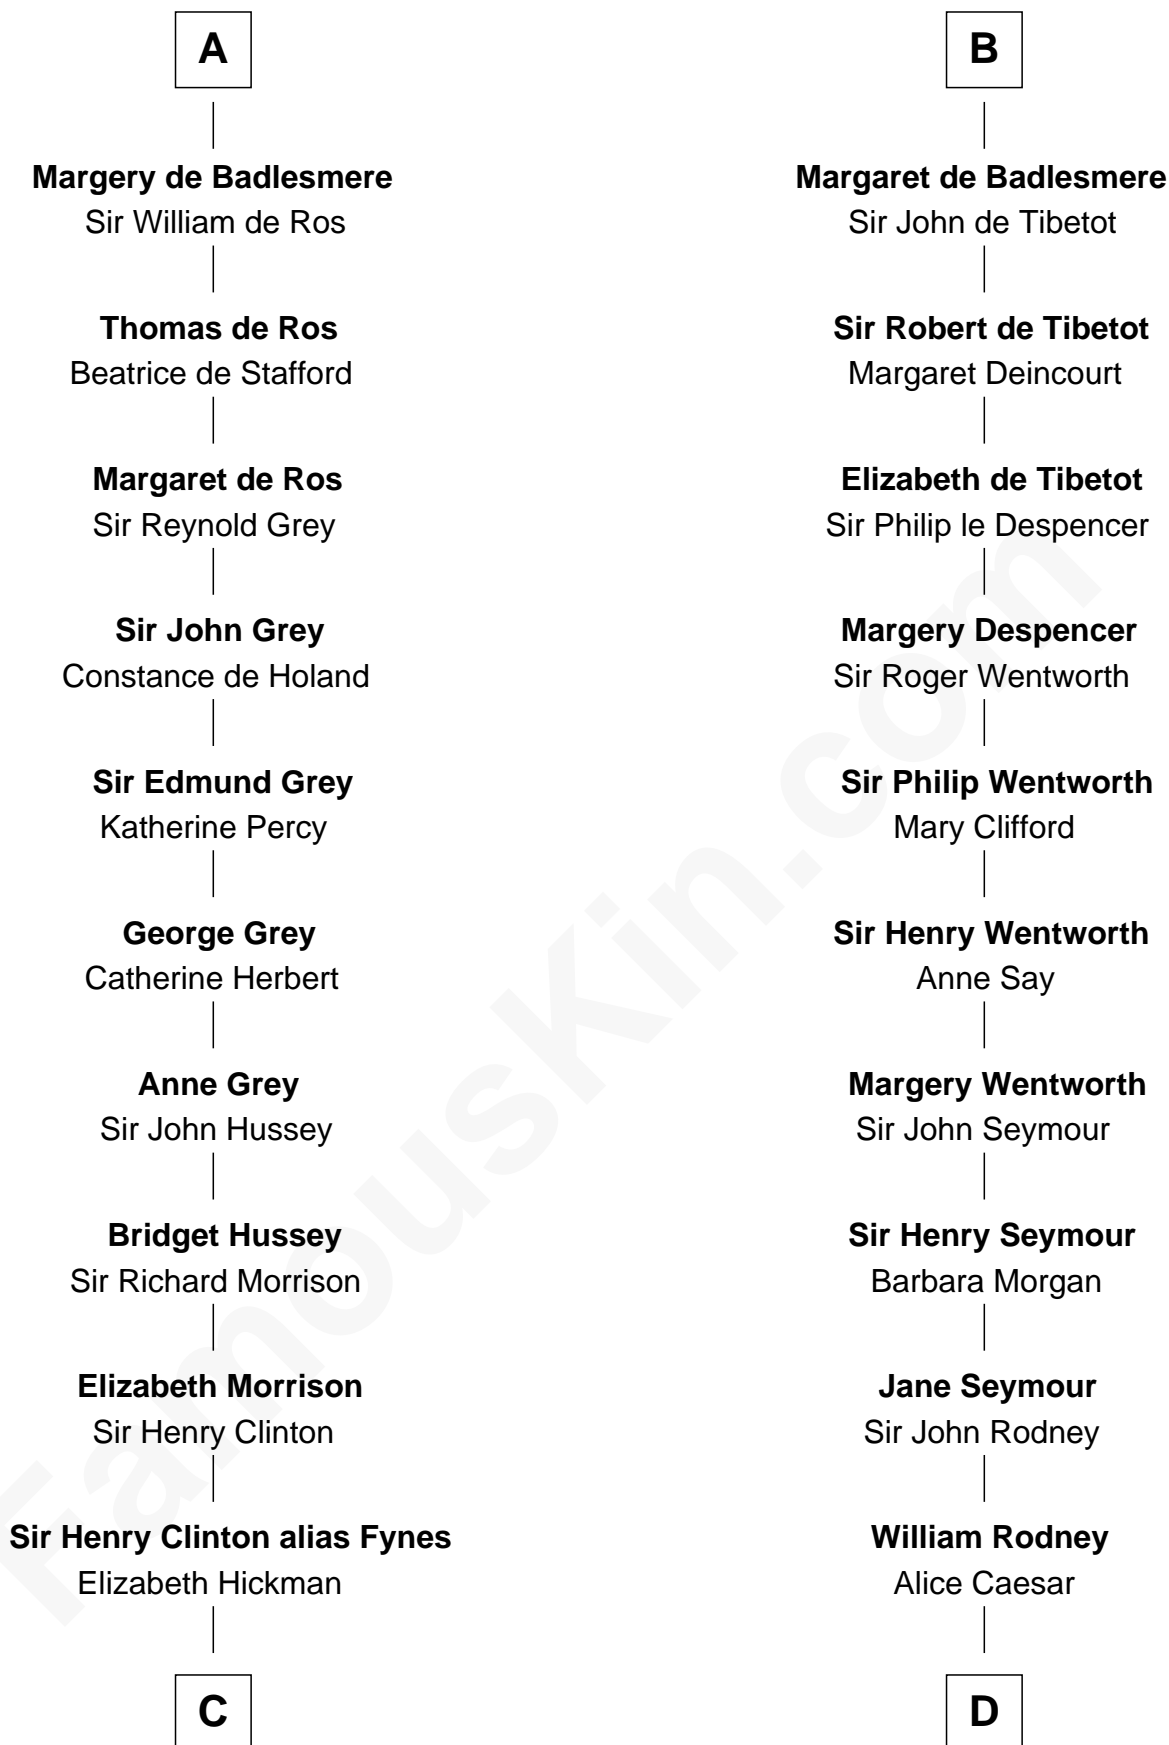 A
Margery de Badlesmere
Sir William de Ros
Thomas de Ros
Beatrice de Stafford
Margaret de Ros
Sir Reynold Grey
Sir John Grey
Constance de Holand
Sir Edmund Grey
Katherine Percy
George Grey
Catherine Herbert
Anne Grey
Sir John Hussey
Bridget Hussey
Sir Richard Morrison
Elizabeth Morrison
Sir Henry Clinton
Sir Henry Clinton alias Fynes
Elizabeth Hickman
C
B
Margaret de Badlesmere
Sir John de Tibetot
Sir Robert de Tibetot
Margaret Deincourt
Elizabeth de Tibetot
Sir Philip le Despencer
Margery Despencer
Sir Roger Wentworth
Sir Philip Wentworth
Mary Clifford
Sir Henry Wentworth
Anne Say
Margery Wentworth
Sir John Seymour
Sir Henry Seymour
Barbara Morgan
Jane Seymour
Sir John Rodney
William Rodney
Alice Caesar
D
FamousKin.com